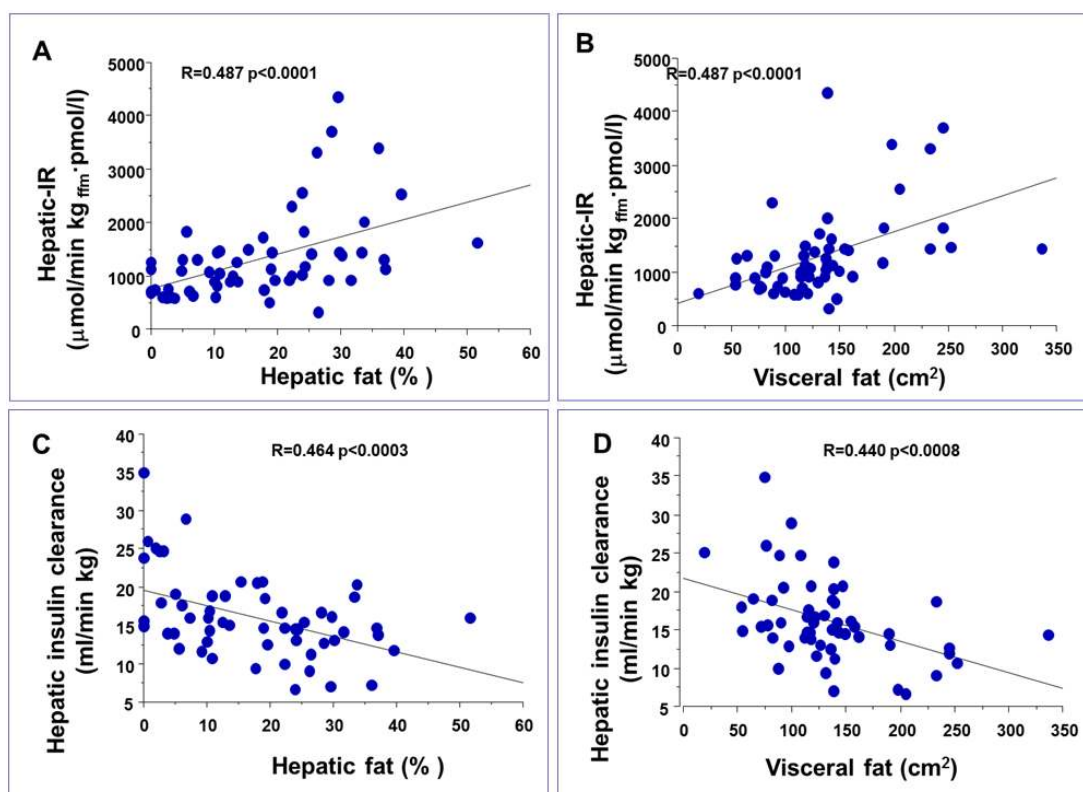 A
R=0.487 p<0.0001
Hepatic-IR
(μmol/min kg ffm·pmol/l)
5000
4000
3000
2000
1000
0
0 10 20 30 40 50 60
Hepatic fat (% )
B
R=0.487 p<0.0001
Hepatic-IR
(μmol/min kg ffm·pmol/l)
5000
4000
3000
2000
1000
0
0 50 100 150 200 250 300 350
Visceral fat (cm²)
C
R=0.464 p<0.0003
Hepatic insulin clearance
(ml/min kg)
40
35
30
25
20
15
10
5
0 10 20 30 40 50 60
Hepatic fat (% )
D
R=0.440 p<0.0008
Hepatic insulin clearance
(ml/min kg)
40
35
30
25
20
15
10
5
0 50 100 150 200 250 300 350
Visceral fat (cm²)